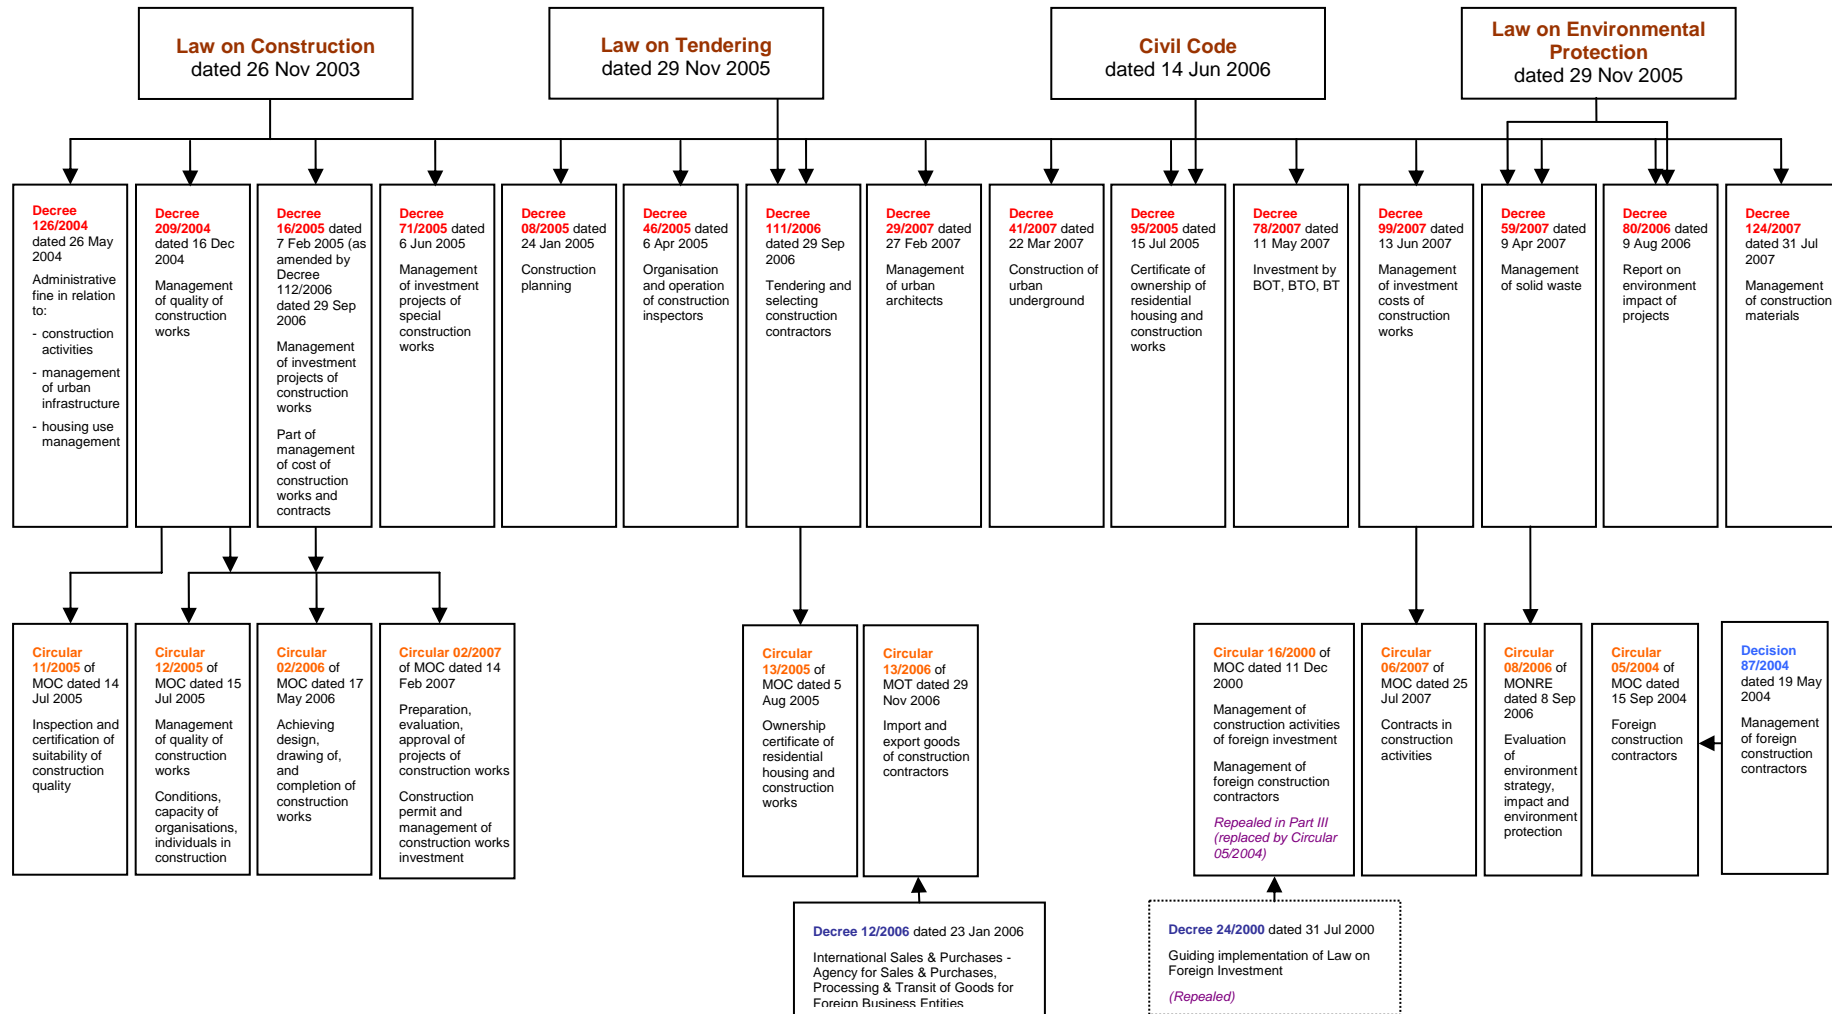 Law on Construction
dated 26 Nov 2003
Law on Tendering
dated 29 Nov 2005
Civil Code
dated 14 Jun 2006
Law on Environmental
Protection
dated 29 Nov 2005
Decree
126/2004
dated 26 May
2004
Administrative
fine in relation
to:
- construction
activities
- management
of urban
infrastructure
- housing use
management
Decree
209/2004
dated 16 Dec
2004
Management
of quality of
construction
works
Decree
16/2005 dated
7 Feb 2005 (as
amended by
Decree
112/2006
dated 29 Sep
2006
Management
of investment
projects of
construction
works
Part of
management
of cost of
construction
works and
contracts
Decree
71/2005 dated
6 Jun 2005
Management
of investment
projects of
special
construction
works
Decree
08/2005 dated
24 Jan 2005
Construction
planning
Decree
46/2005 dated
6 Apr 2005
Organisation
and operation
of construction
inspectors
Decree
111/2006
dated 29 Sep
2006
Tendering and
selecting
construction
contractors
Decree
29/2007 dated
27 Feb 2007
Management
of urban
architects
Decree
41/2007 dated
22 Mar 2007
Construction of
urban
underground
Decree
95/2005 dated
15 Jul 2005
Certificate of
ownership of
residential
housing and
construction
works
Decree
78/2007 dated
11 May 2007
Investment by
BOT, BTO, BT
Decree
99/2007 dated
13 Jun 2007
Management
of investment
costs of
construction
works
Decree
59/2007 dated
9 Apr 2007
Management
of solid waste
Decree
80/2006 dated
9 Aug 2006
Report on
environment
impact of
projects
Decree
124/2007
dated 31 Jul
2007
Management
of construction
materials
Circular
11/2005 of
MOC dated 14
Jul 2005
Inspection and
certification of
suitability of
construction
quality
Circular
12/2005 of
MOC dated 15
Jul 2005
Management
of quality of
construction
works
Conditions,
capacity of
organisations,
individuals in
construction
Circular
02/2006 of
MOC dated 17
May 2006
Achieving
design,
drawing of,
and
completion of
construction
works
Circular 02/2007
of MOC dated 14
Feb 2007
Preparation,
evaluation,
approval of
projects of
construction works
Construction
permit and
management of
construction works
investment
Circular
13/2005 of
MOC dated 5
Aug 2005
Ownership
certificate of
residential
housing and
construction
works
Circular
13/2006 of
MOT dated 29
Nov 2006
Import and
export goods
of construction
contractors
Circular 16/2000 of
MOC dated 11 Dec
2000
Management of
construction activities
of foreign investment
Management of
foreign construction
contractors
Repealed in Part III
(replaced by Circular
05/2004)
Circular
06/2007 of
MOC dated 25
Jul 2007
Contracts in
construction
activities
Circular
08/2006 of
MONRE
dated 8 Sep
2006
Evaluation
of
environment
strategy,
impact and
environment
protection
Circular
05/2004 of
MOC dated
15 Sep 2004
Foreign
construction
contractors
Decision
87/2004
dated 19 May
2004
Management
of foreign
construction
contractors
Decree 12/2006 dated 23 Jan 2006
International Sales & Purchases -
Agency for Sales & Purchases,
Processing & Transit of Goods for
Foreign Business Entities
Decree 24/2000 dated 31 Jul 2000
Guiding implementation of Law on
Foreign Investment
(Repealed)